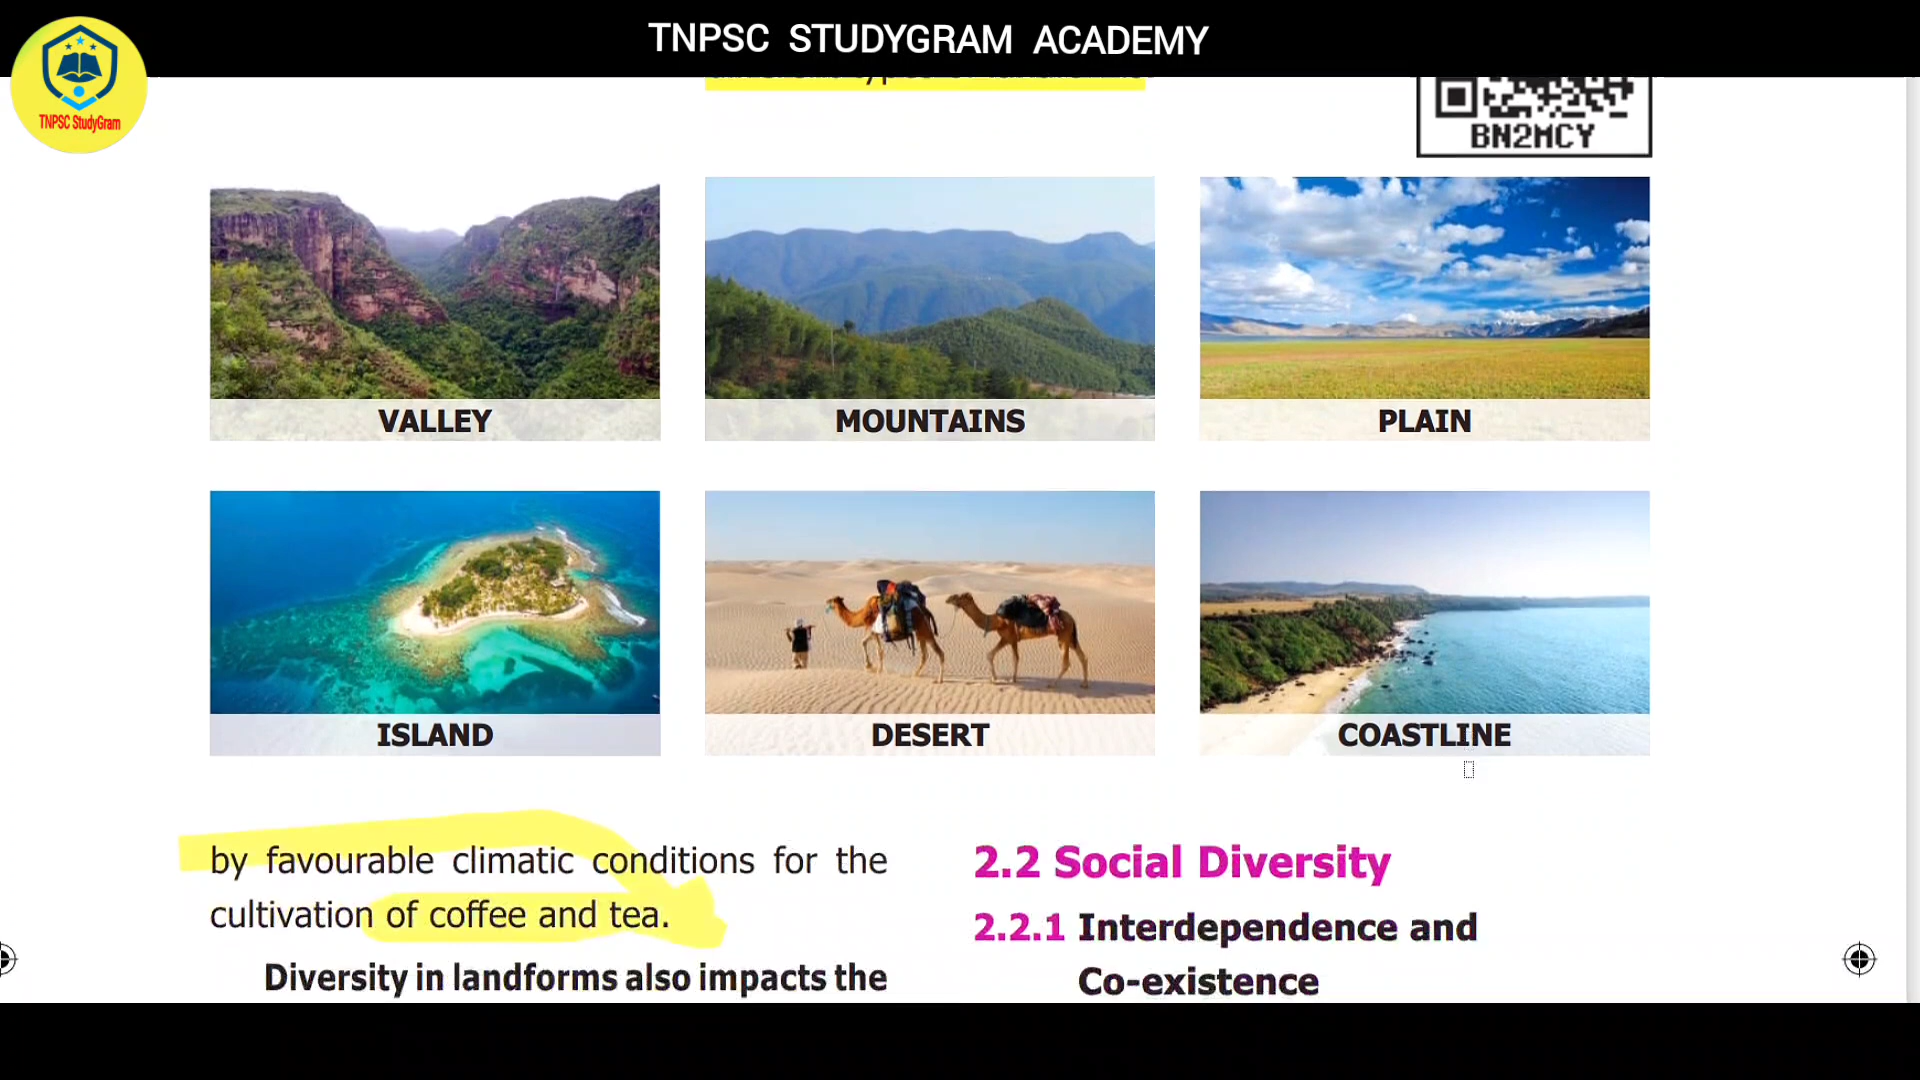 TNPSC STUDYGRAM ACADEMY
TNPSC StudyGram
BN2MCY
VALLEY
MOUNTAINS
PLAIN
ISLAND
DESERT
COASTLINE
by favourable climatic conditions for the
cultivation of coffee and tea.
Diversity in landforms also impacts the
2.2 Social Diversity
2.2.1 Interdependence and
Co-existence